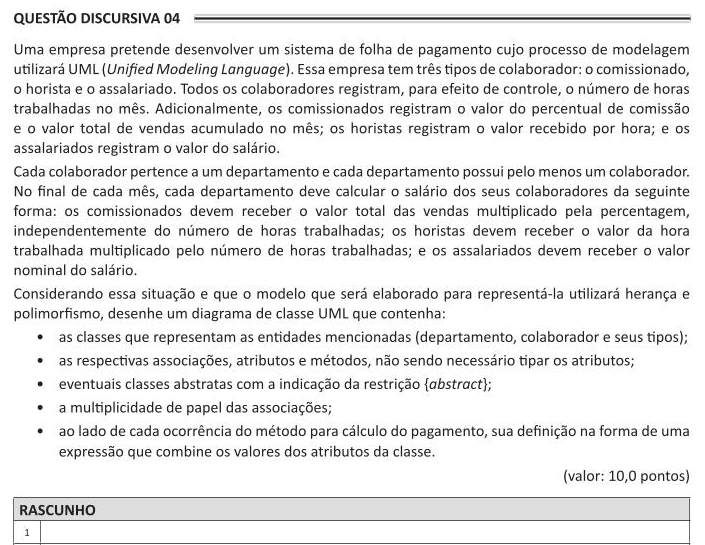 QUESTÃO DISCURSIVA 04
Uma empresa pretende desenvolver um sistema de folha de pagamento cujo processo de modelagem
utilizará UML (Unified Modeling Language). Essa empresa tem três tipos de colaborador: o comissionado,
o horista e o assalariado. Todos os colaboradores registram, para efeito de controle, o número de horas
trabalhadas no mês. Adicionalmente, os comissionados registram o valor do percentual de comissão
e o valor total de vendas acumulado no mês; os horistas registram o valor recebido por hora; e os
assalariados registram o valor do salário.
Cada colaborador pertence a um departamento e cada departamento possui pelo menos um colaborador.
No final de cada mês, cada departamento deve calcular o salário dos seus colaboradores da seguinte
forma: os comissionados devem receber o valor total das vendas multiplicado pela percentagem,
independentemente do número de horas trabalhadas; os horistas devem receber o valor da hora
trabalhada multiplicado pelo número de horas trabalhadas; e os assalariados devem receber o valor
nominal do salário.
Considerando essa situação e que o modelo que será elaborado para representá-la utilizará herança e
polimorfismo, desenhe um diagrama de classe UML que contenha:
• as classes que representam as entidades mencionadas (departamento, colaborador e seus tipos);
• as respectivas associações, atributos e métodos, não sendo necessário tipar os atributos;
• eventuais classes abstratas com a indicação da restrição {abstract};
• a multiplicidade de papel das associações;
• ao lado de cada ocorrência do método para cálculo do pagamento, sua definição na forma de uma
expressão que combine os valores dos atributos da classe.
(valor: 10,0 pontos)
RASCUNHO
1